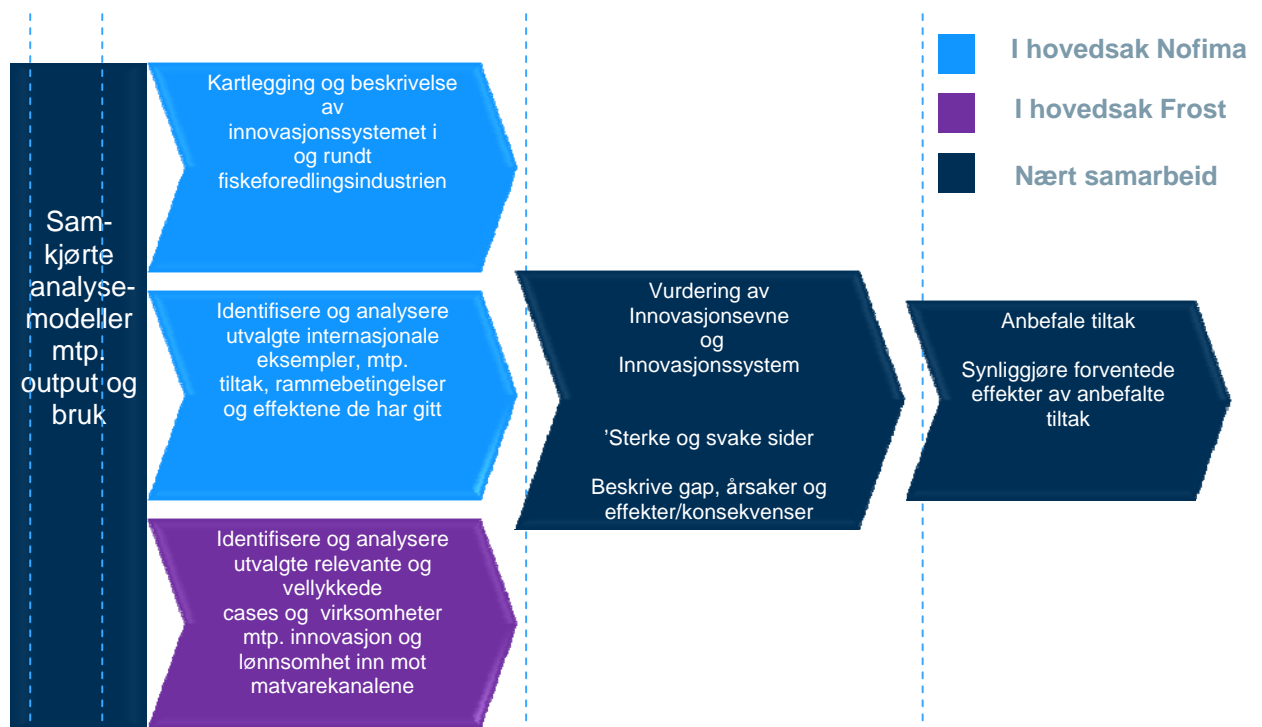 Sam-
kjørte
analyse-
modeller
mtp.
output og
bruk
Kartlegging og beskrivelse
av
innovasjonssystemet i
og rundt
fiskeforedlingsindustrien
Identifisere og analysere
utvalgte internasjonale
eksempler, mtp.
tiltak, rammebetingelser
og effektene de har gitt
Identifisere og analysere
utvalgte relevante og
vellykkede
cases og virksomheter
mtp. innovasjon og
lønnsomhet inn mot
matvarekanalene
Vurdering av
Innovasjonsevne
og
Innovasjonssystem
’Sterke og svake sider
Beskrive gap, årsaker og
effekter/konsekvenser
Anbefale tiltak
Synliggjøre forventede
effekter av anbefalte
tiltak
I hovedsak Nofima
I hovedsak Frost
Nært samarbeid